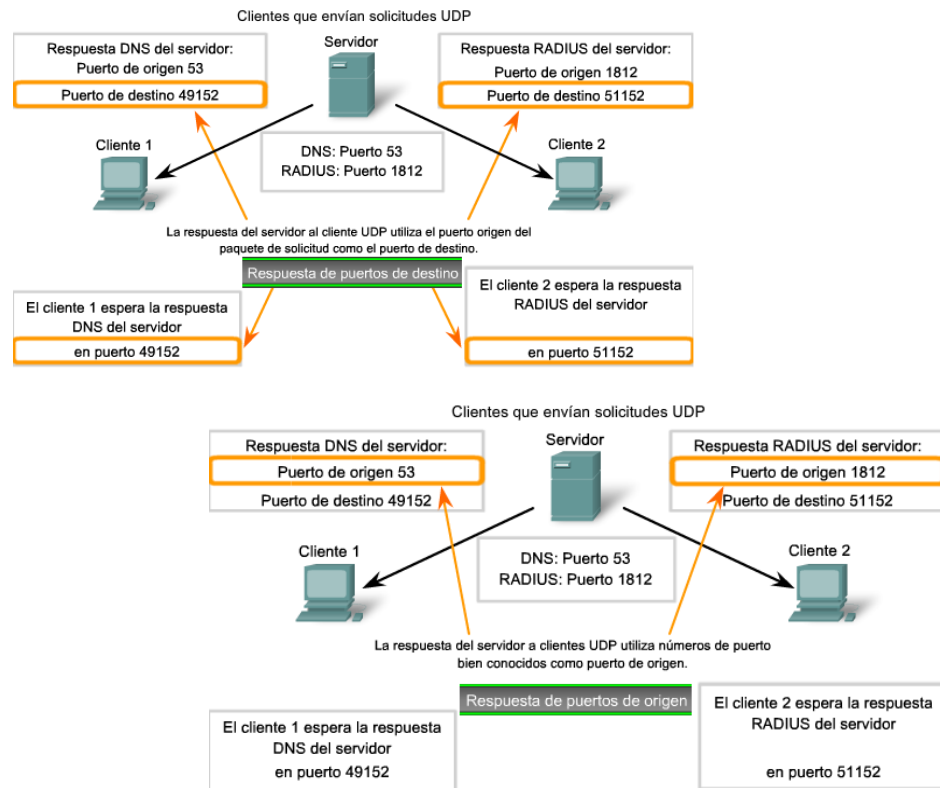 Clientes que envían solicitudes UDP
Respuesta DNS del servidor:
Puerto de origen 53
Puerto de destino 49152
Servidor
Respuesta RADIUS del servidor:
Puerto de origen 1812
Puerto de destino 51152
Cliente 1
DNS: Puerto 53
RADIUS: Puerto 1812
Cliente 2
La respuesta del servidor al cliente UDP utiliza el puerto origen del
paquete de solicitud como el puerto de destino.
Respuesta de puertos de destino
El cliente 1 espera la respuesta
DNS del servidor
en puerto 49152
El cliente 2 espera la respuesta
RADIUS del servidor
en puerto 51152
Clientes que envían solicitudes UDP
Respuesta DNS del servidor:
Puerto de origen 53
Puerto de destino 49152
Servidor
Respuesta RADIUS del servidor:
Puerto de origen 1812
Puerto de destino 51152
Cliente 1
DNS: Puerto 53
RADIUS: Puerto 1812
Cliente 2
La respuesta del servidor a clientes UDP utiliza números de puerto
bien conocidos como puerto de origen.
Respuesta de puertos de origen
El cliente 1 espera la respuesta
DNS del servidor
en puerto 49152
El cliente 2 espera la respuesta
RADIUS del servidor
en puerto 51152